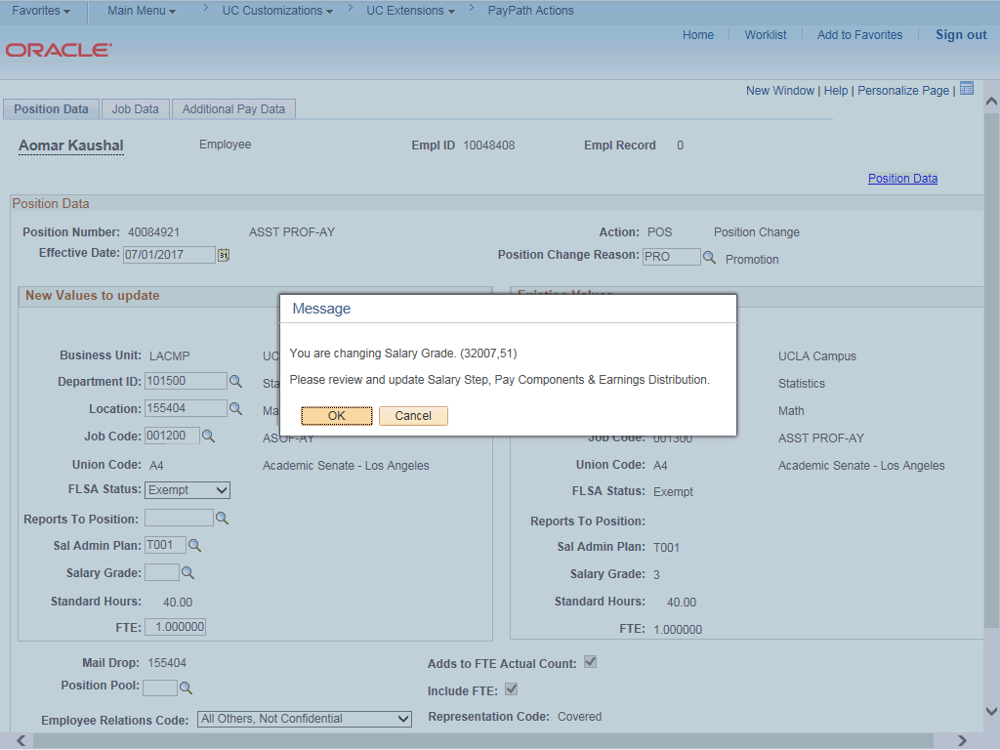 Favorites Main Menu > UC Customizations > UC Extensions > PayPath Actions
Home Worklist Add to Favorites Sign out
ORACLE
New Window | Help | Personalize Page |
Position Data Job Data Additional Pay Data
Aomar Kaushal Employee Empl ID 10048408 Empl Record 0
Position Data
Position Data
Position Number: 40084921 ASST PROF-AY Action: POS Position Change
Effective Date: 07/01/2017 31 Position Change Reason: PRO Promotion
New Values to update Existing Values
Message
You are changing Salary Grade. (32007,51)
Please review and update Salary Step, Pay Components & Earnings Distribution.
OK Cancel
Business Unit: LACMP UC UCLA Campus
Department ID: 101500 Sta Statistics
Location: 155404 Ma Math
Job Code: 001200 ASOF-AY Job Code: 001300 ASST PROF-AY
Union Code: A4 Academic Senate - Los Angeles Union Code: A4 Academic Senate - Los Angeles
FLSA Status: Exempt FLSA Status: Exempt
Reports To Position: Reports To Position:
Sal Admin Plan: T001 Sal Admin Plan: T001
Salary Grade: Salary Grade: 3
Standard Hours: 40.00 Standard Hours: 40.00
FTE: 1.000000 FTE: 1.000000
Mail Drop: 155404 Adds to FTE Actual Count:
Position Pool: Include FTE:
Employee Relations Code: All Others, Not Confidential Representation Code: Covered